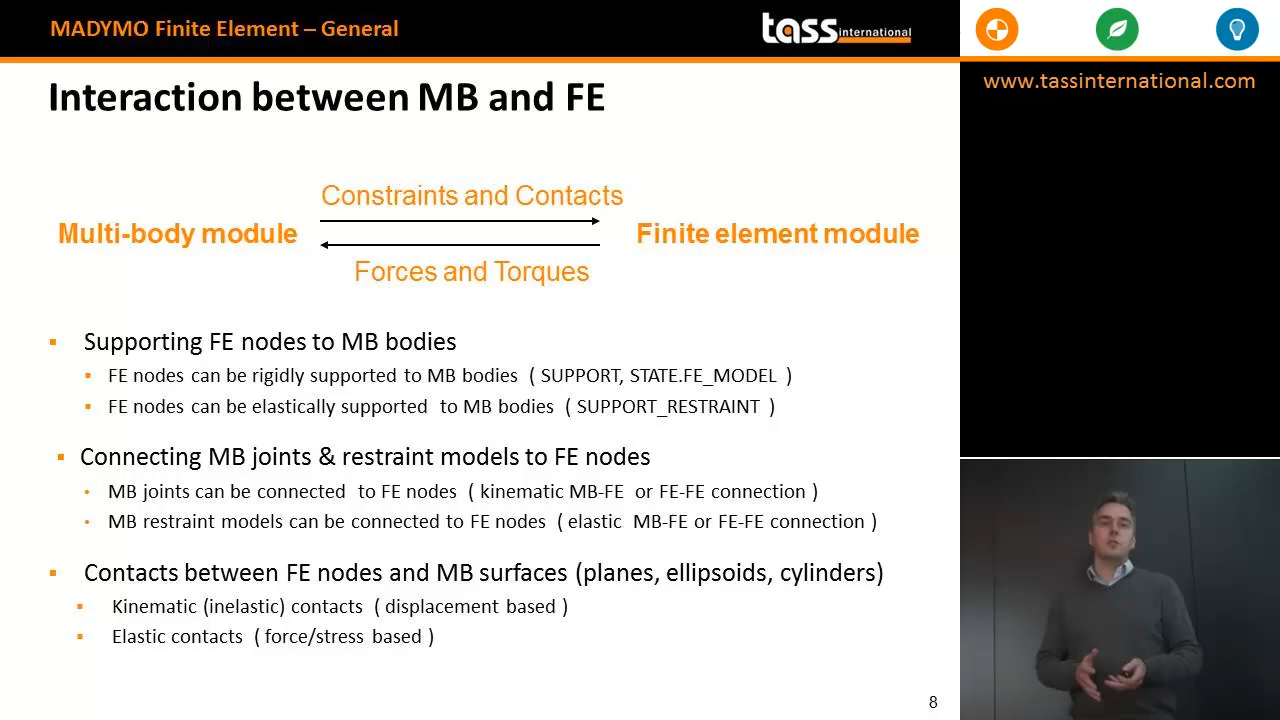 MADYMO Finite Element – General
tass international
www.tassinternational.com
Interaction between MB and FE
Constraints and Contacts
Multi-body module
Finite element module
Forces and Torques
▪ Supporting FE nodes to MB bodies
▪ FE nodes can be rigidly supported to MB bodies ( SUPPORT, STATE.FE_MODEL )
▪ FE nodes can be elastically supported to MB bodies ( SUPPORT_RESTRAINT )
▪ Connecting MB joints & restraint models to FE nodes
• MB joints can be connected to FE nodes ( kinematic MB-FE or FE-FE connection )
• MB restraint models can be connected to FE nodes ( elastic MB-FE or FE-FE connection )
▪ Contacts between FE nodes and MB surfaces (planes, ellipsoids, cylinders)
▪ Kinematic (inelastic) contacts ( displacement based )
▪ Elastic contacts ( force/stress based )
8